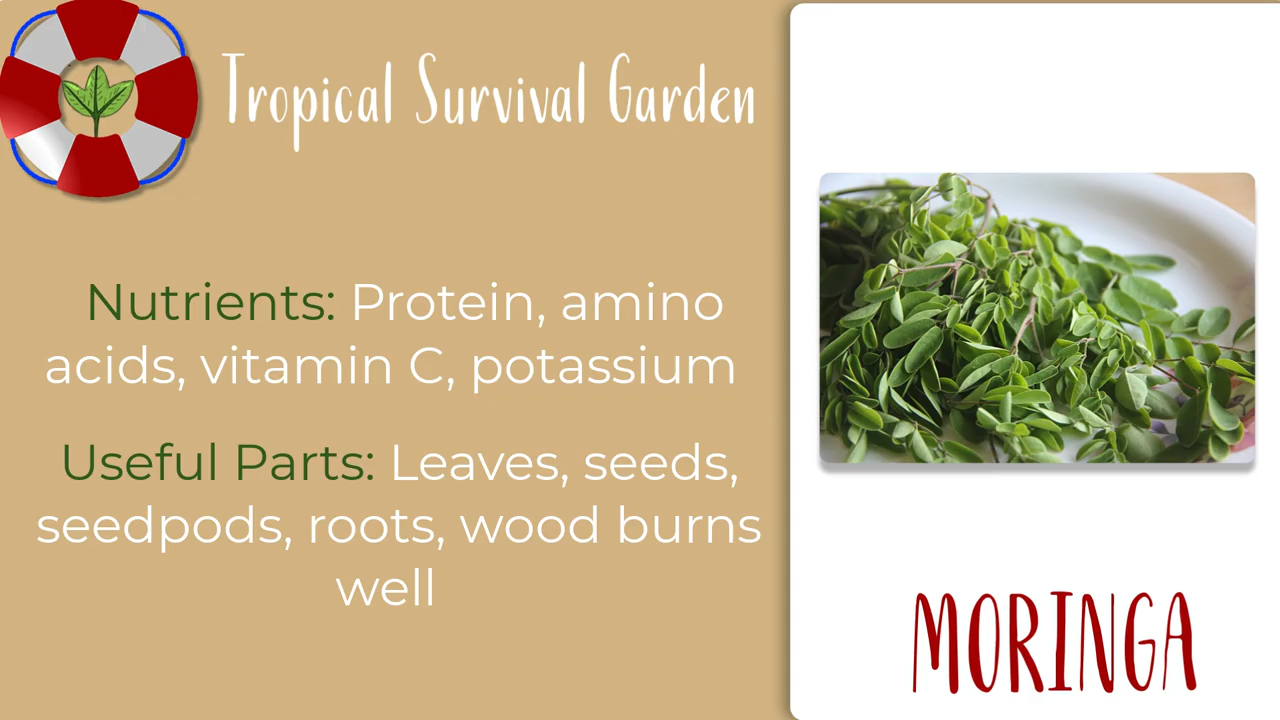 Tropical Survival Garden
Nutrients: Protein, amino
acids, vitamin C, potassium
Useful Parts: Leaves, seeds,
seedpods, roots, wood burns
well
MORINGA